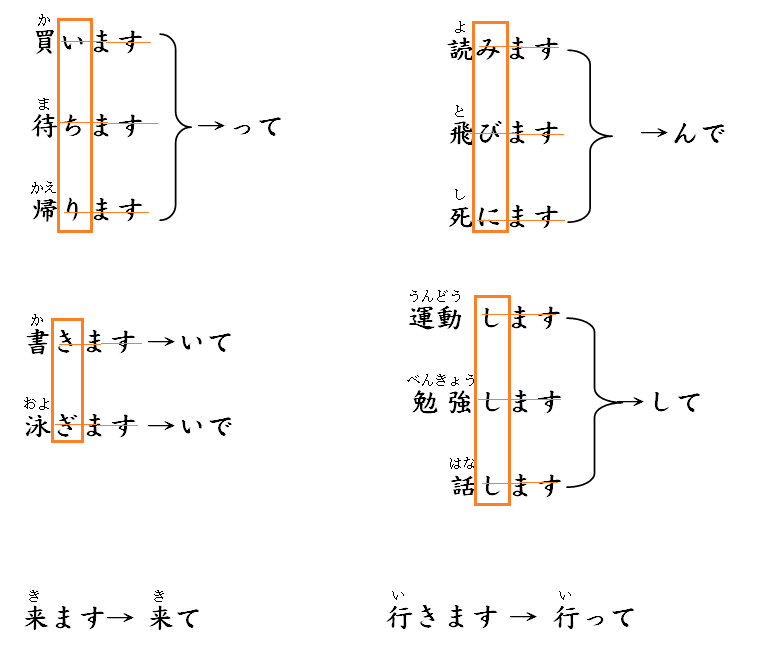 か
買います
ま
待ちます →って
かえ
帰ります
よ
読みます
と
飛びます →んで
し
死にます
か
書きます →いて
およ
泳ぎます →いで
うんどう
運動 します
べんきょう
勉強します →して
はな
話します
き き
来ます→ 来て
い い
行きます → 行って